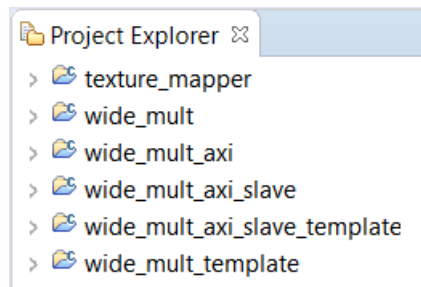 Project Explorer
texture_mapper
wide_mult
wide_mult_axi
wide_mult_axi_slave
wide_mult_axi_slave_template
wide_mult_template